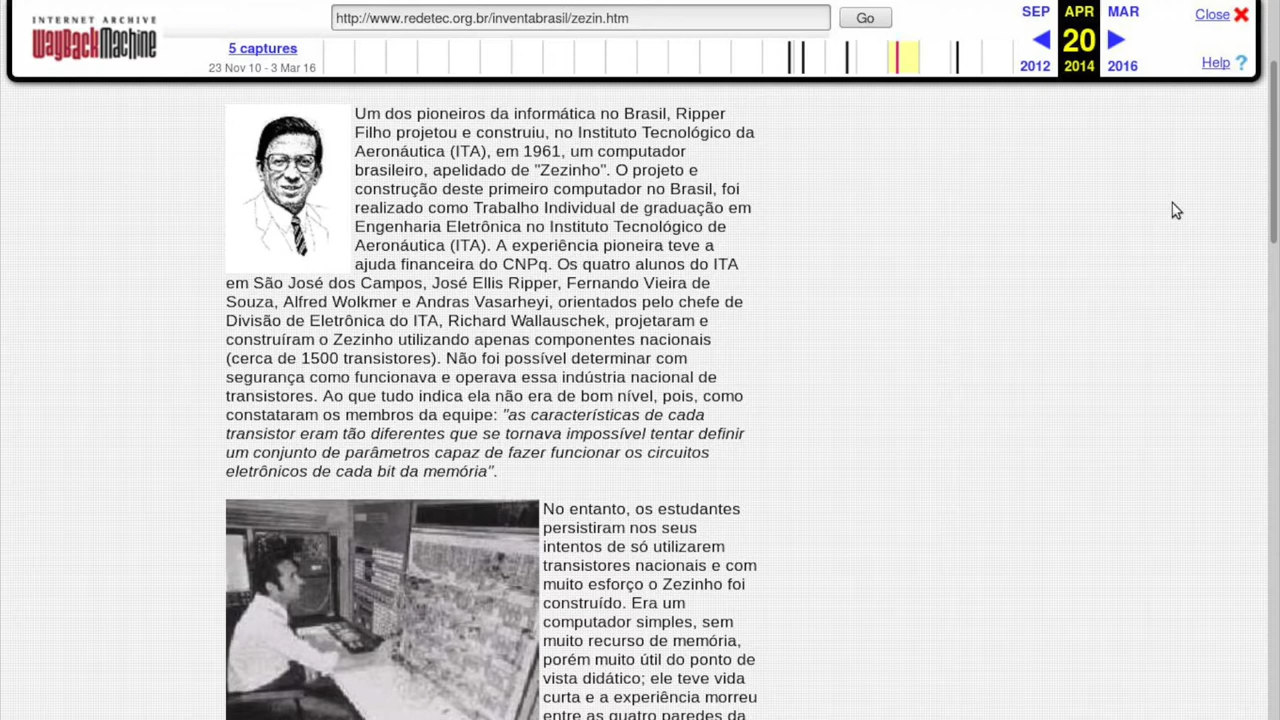 INTERNET ARCHIVE
WayBackMachine
http://www.redetec.org.br/inventabrasil/zezin.htm
Go
5 captures
23 Nov 10 - 3 Mar 16
SEP APR MAR
20
2012 2014 2016
Close
Help ?
Um dos pioneiros da informática no Brasil, Ripper
Filho projetou e construiu, no Instituto Tecnológico da
Aeronáutica (ITA), em 1961, um computador
brasileiro, apelidado de "Zezinho". O projeto e
construção deste primeiro computador no Brasil, foi
realizado como Trabalho Individual de graduação em
Engenharia Eletrônica no Instituto Tecnológico de
Aeronáutica (ITA). A experiência pioneira teve a
ajuda financeira do CNPq. Os quatro alunos do ITA
em São José dos Campos, José Ellis Ripper, Fernando Vieira de
Souza, Alfred Wolkmer e Andras Vasarheyi, orientados pelo chefe de
Divisão de Eletrônica do ITA, Richard Wallauschek, projetaram e
construíram o Zezinho utilizando apenas componentes nacionais
(cerca de 1500 transistores). Não foi possível determinar com
segurança como funcionava e operava essa indústria nacional de
transistores. Ao que tudo indica ela não era de bom nível, pois, como
constataram os membros da equipe: "as características de cada
transistor eram tão diferentes que se tornava impossível tentar definir
um conjunto de parâmetros capaz de fazer funcionar os circuitos
eletrônicos de cada bit da memória".
No entanto, os estudantes
persistiram nos seus
intentos de só utilizarem
transistores nacionais e com
muito esforço o Zezinho foi
construído. Era um
computador simples, sem
muito recurso de memória,
porém muito útil do ponto de
vista didático; ele teve vida
curta e a experiência morreu
entre as quatro paredes da